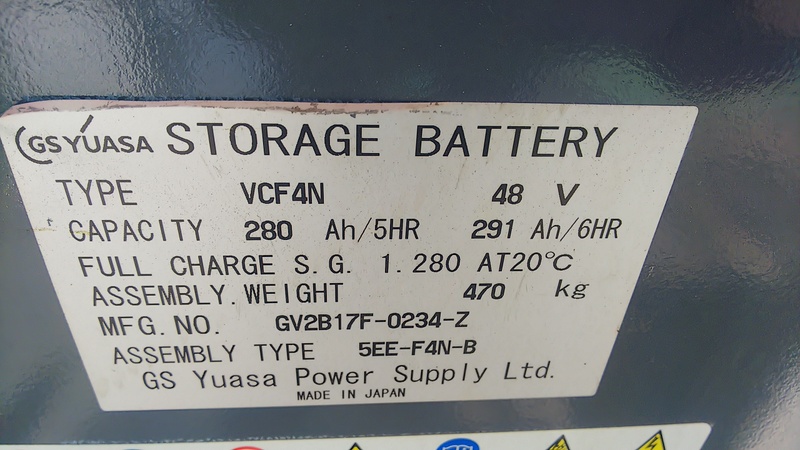 GS YUASA STORAGE BATTERY
TYPE VCF4N 48 V
CAPACITY 280 Ah/5HR 291 Ah/6HR
FULL CHARGE S.G. 1.280 AT20℃
ASSEMBLY.WEIGHT 470 kg
MFG.NO. GV2B17F-0234-Z
ASSEMBLY TYPE 5EE-F4N-B
GS Yuasa Power Supply Ltd.
MADE IN JAPAN